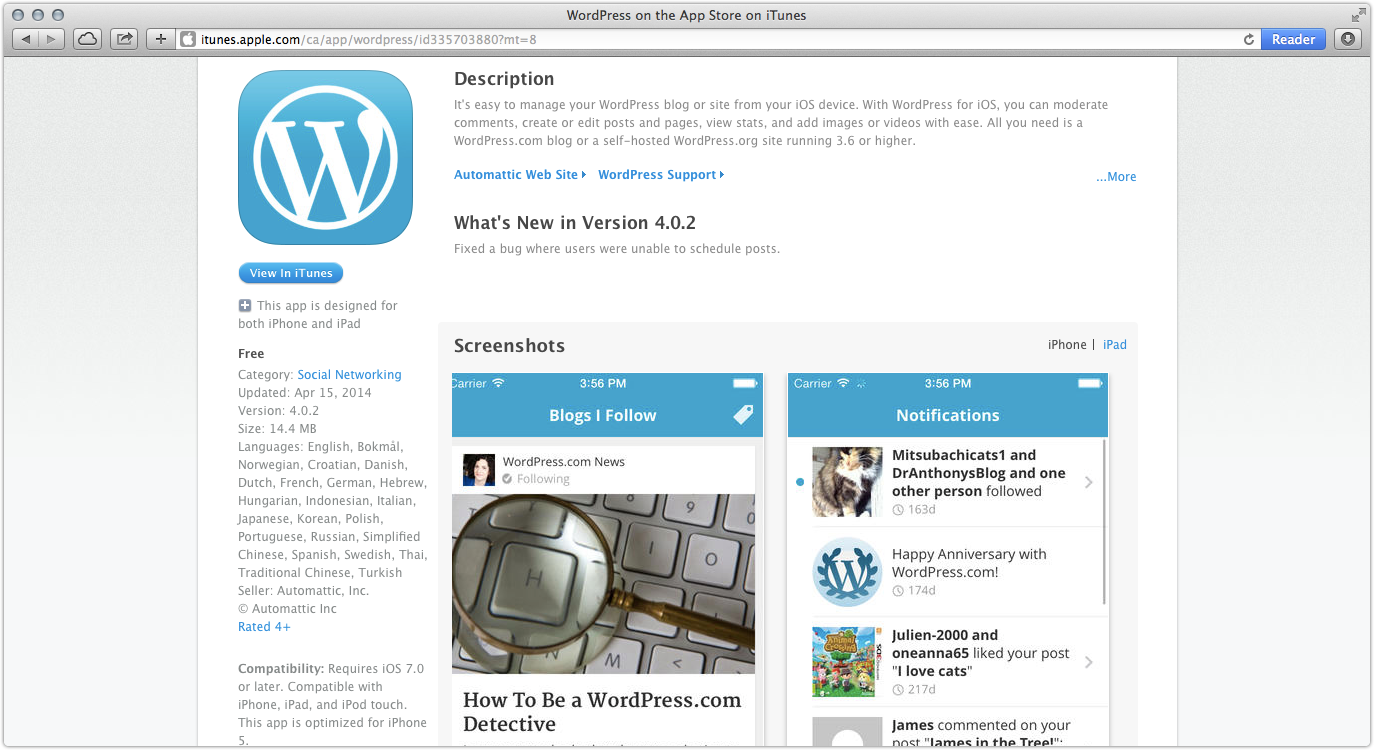 WordPress on the App Store on iTunes
itunes.apple.com/ca/app/wordpress/id335703880?mt=8
Reader
W
View In iTunes
This app is designed for
both iPhone and iPad
Free
Category: Social Networking
Updated: Apr 15, 2014
Version: 4.0.2
Size: 14.4 MB
Languages: English, Bokmål,
Norwegian, Croatian, Danish,
Dutch, French, German, Hebrew,
Hungarian, Indonesian, Italian,
Japanese, Korean, Polish,
Portuguese, Russian, Simplified
Chinese, Spanish, Swedish, Thai,
Traditional Chinese, Turkish
Seller: Automattic, Inc.
© Automattic Inc
Rated 4+
Compatibility: Requires iOS 7.0
or later. Compatible with
iPhone, iPad, and iPod touch.
This app is optimized for iPhone
5.
Description
It's easy to manage your WordPress blog or site from your iOS device. With WordPress for iOS, you can moderate
comments, create or edit posts and pages, view stats, and add images or videos with ease. All you need is a
WordPress.com blog or a self-hosted WordPress.org site running 3.6 or higher.
Automattic Web Site WordPress Support ...More
What's New in Version 4.0.2
Fixed a bug where users were unable to schedule posts.
Screenshots
iPhone | iPad
Carrier 3:56 PM
Blogs I Follow
WordPress.com News
Following
9
0
I
O
H
K
L
N
M
<
How To Be a WordPress.com
Detective
Carrier 3:56 PM
Notifications
Mitsubachicats1 and
DrAnthonysBlog and one
other person followed
163d
W
Happy Anniversary with
WordPress.com!
174d
Animal
Crossing
Julien-2000 and
oneanna65 liked your post
"I love cats"
217d
James commented on your
post "James in the Tree!":